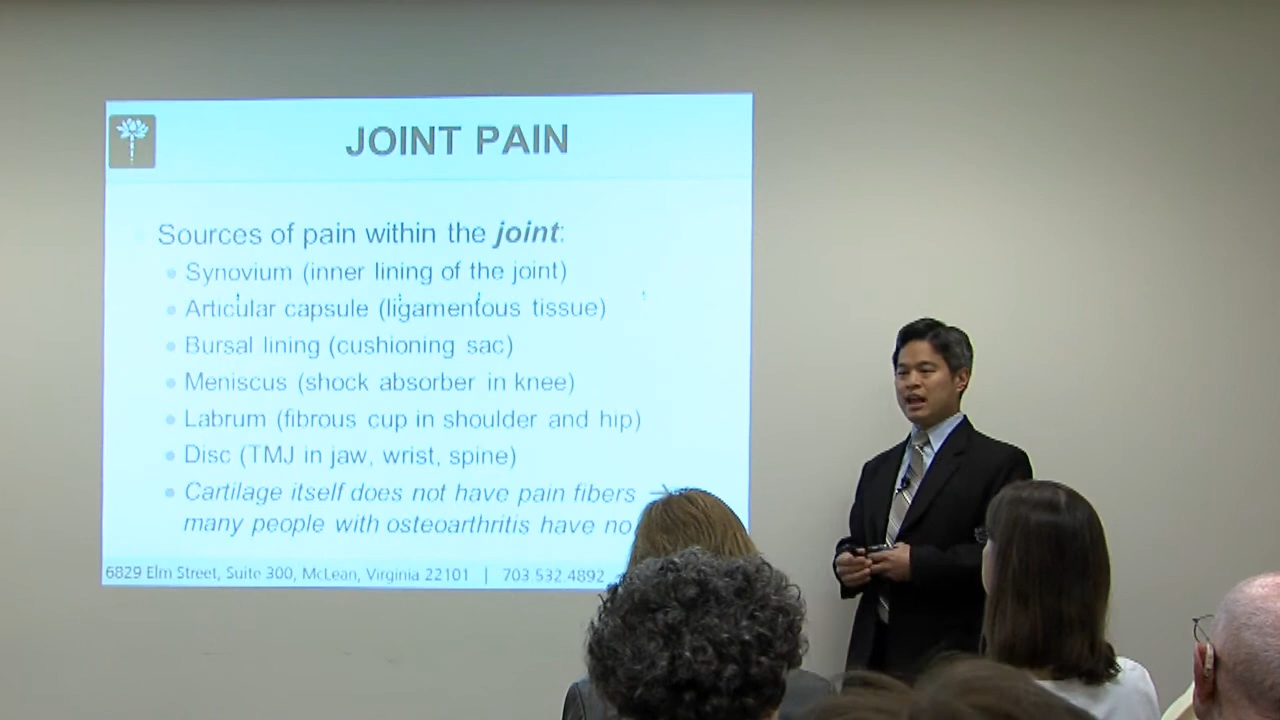 JOINT PAIN
Sources of pain within the joint:
Synovium (inner lining of the joint)
Articular capsule (ligamentous tissue)
Bursal lining (cushioning sac)
Meniscus (shock absorber in knee)
Labrum (fibrous cup in shoulder and hip)
Disc (TMJ in jaw, wrist, spine)
Cartilage itself does not have pain fibers →
many people with osteoarthritis have no
6829 Elm Street, Suite 300, McLean, Virginia 22101 | 703.532.4892